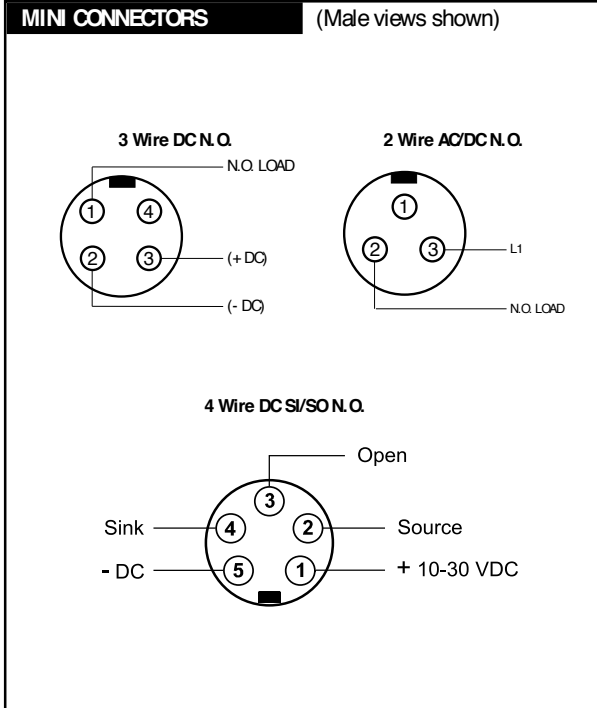 MINI CONNECTORS (Male views shown)
3 Wire DC N.O.
N.O. LOAD
1 4
2 3 (+ DC)
(- DC)
2 Wire AC/DC N.O.
1
2 3 L1
N.O. LOAD
4 Wire DC SI/SO N.O.
Open
3
Sink 4 2 Source
- DC 5 1 + 10-30 VDC